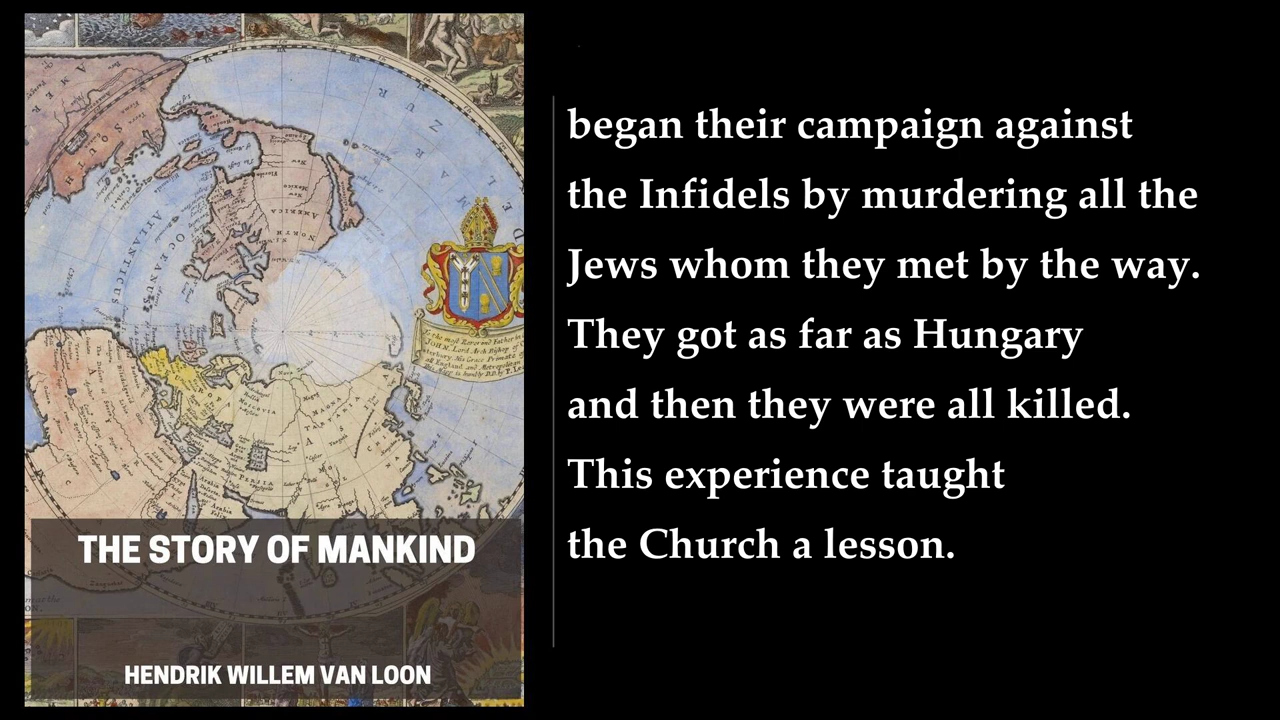 THE STORY OF MANKIND
HENDRIK WILLEM VAN LOON
began their campaign against
the Infidels by murdering all the
Jews whom they met by the way.
They got as far as Hungary
and then they were all killed.
This experience taught
the Church a lesson.